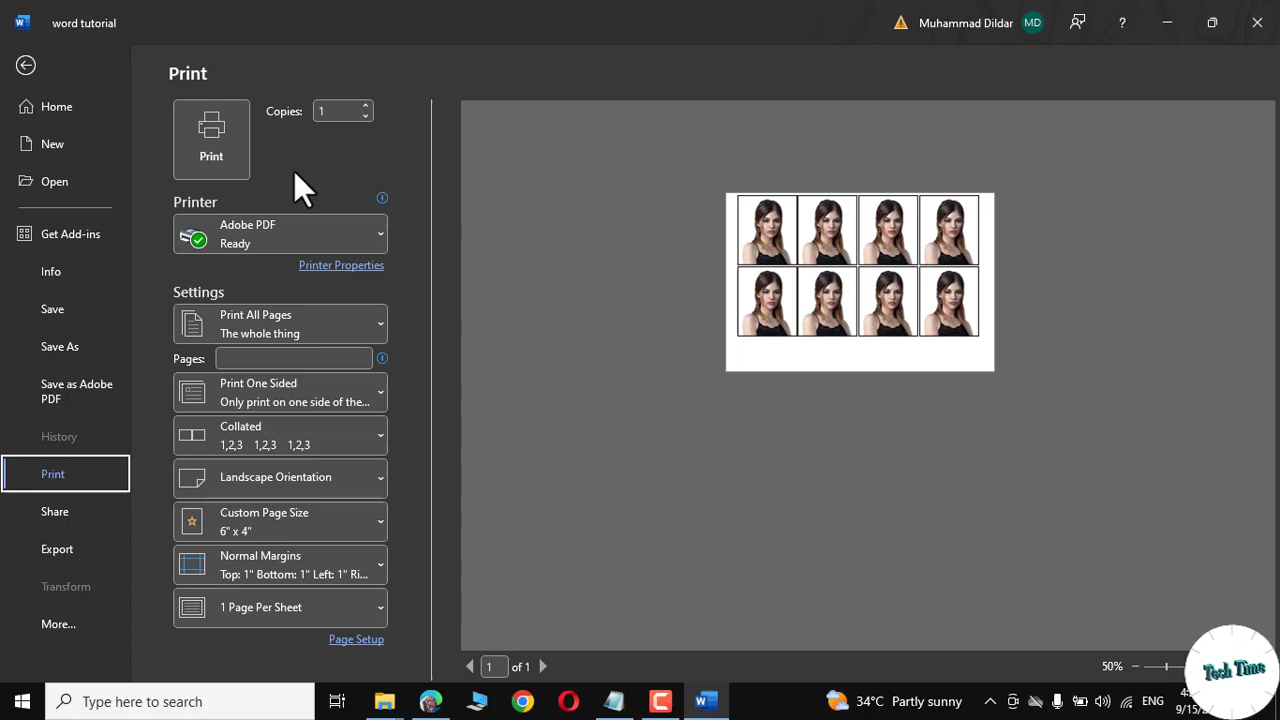 word tutorial
Muhammad Dildar
MD
?
Print
Home
New
Open
Get Add-ins
Info
Save
Save As
Save as Adobe
PDF
History
Print
Share
Export
Transform
More...
Print
Copies:
1
Printer
Adobe PDF
Ready
Printer Properties
Settings
Print All Pages
The whole thing
Pages:
Print One Sided
Only print on one side of the...
Collated
1,2,3 1,2,3 1,2,3
Landscape Orientation
Custom Page Size
6" x 4"
Normal Margins
Top: 1" Bottom: 1" Left: 1" Ri...
1 Page Per Sheet
Page Setup
1 of 1
50%
Tech Time
Type here to search
34°C Partly sunny
ENG